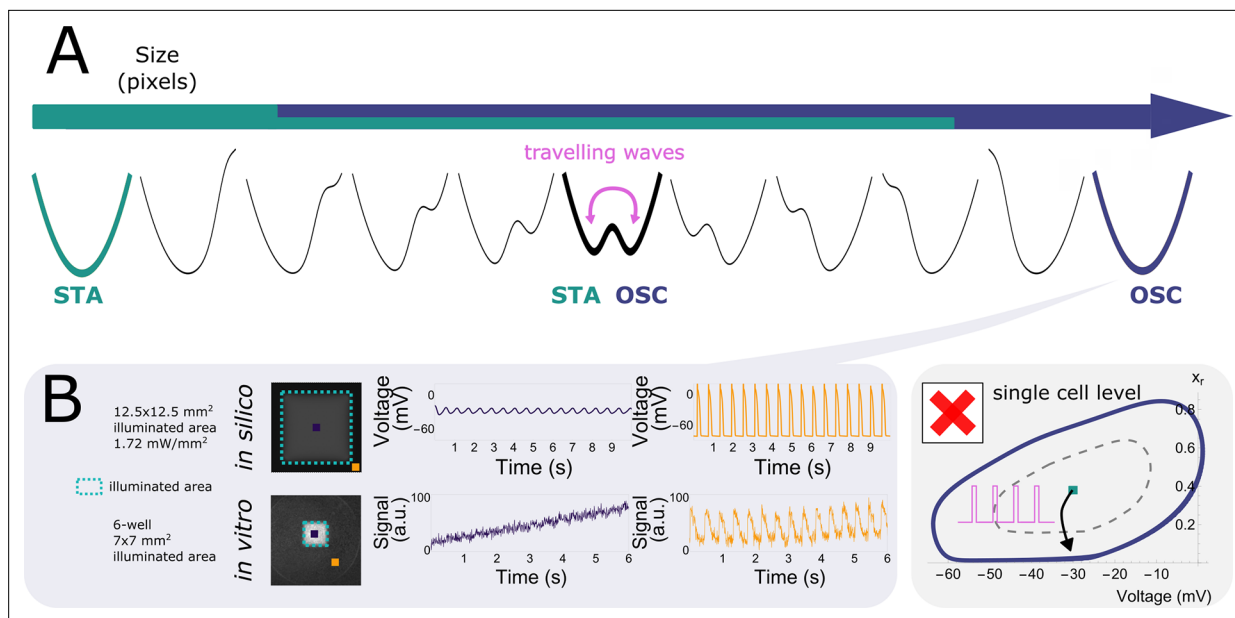 A
Size
(pixels)
travelling waves
STA
STA OSC
OSC
B
12.5x12.5 mm²
illuminated area
1.72 mW/mm²
illuminated area
6-well
7x7 mm²
illuminated area
in silico
in vitro
Voltage
(mV)
0
−60
1 2 3 4 5 6 7 8 9
Time (s)
Voltage
(mV)
0
−60
1 2 3 4 5 6 7 8 9
Time (s)
Signal
(a.u.)
100
0
1 2 3 4 5 6
Time (s)
Signal
(a.u.)
100
0
1 2 3 4 5 6
Time (s)
single cell level
xr
0.8
0.6
0.4
0.2
−60 −50 −40 −30 −20 −10 0
Voltage (mV)